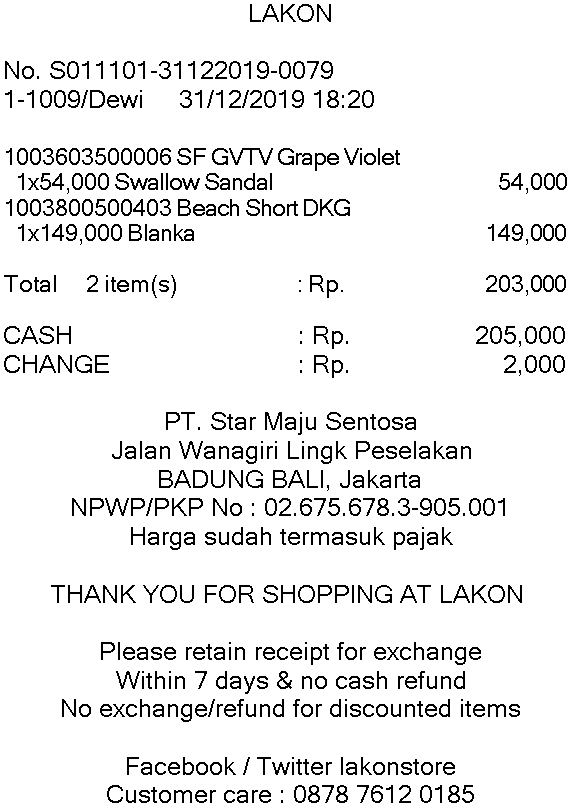 LAKON
No. S011101-31122019-0079
1-1009/Dewi 31/12/2019 18:20
1003603500006 SF GVTV Grape Violet
1x54,000 Swallow Sandal 54,000
1003800500403 Beach Short DKG
1x149,000 Blanka 149,000
Total 2 item(s) : Rp. 203,000
CASH : Rp. 205,000
CHANGE : Rp. 2,000
PT. Star Maju Sentosa
Jalan Wanagiri Lingk Peselakan
BADUNG BALI, Jakarta
NPWP/PKP No : 02.675.678.3-905.001
Harga sudah termasuk pajak
THANK YOU FOR SHOPPING AT LAKON
Please retain receipt for exchange
Within 7 days & no cash refund
No exchange/refund for discounted items
Facebook / Twitter lakonstore
Customer care : 0878 7612 0185